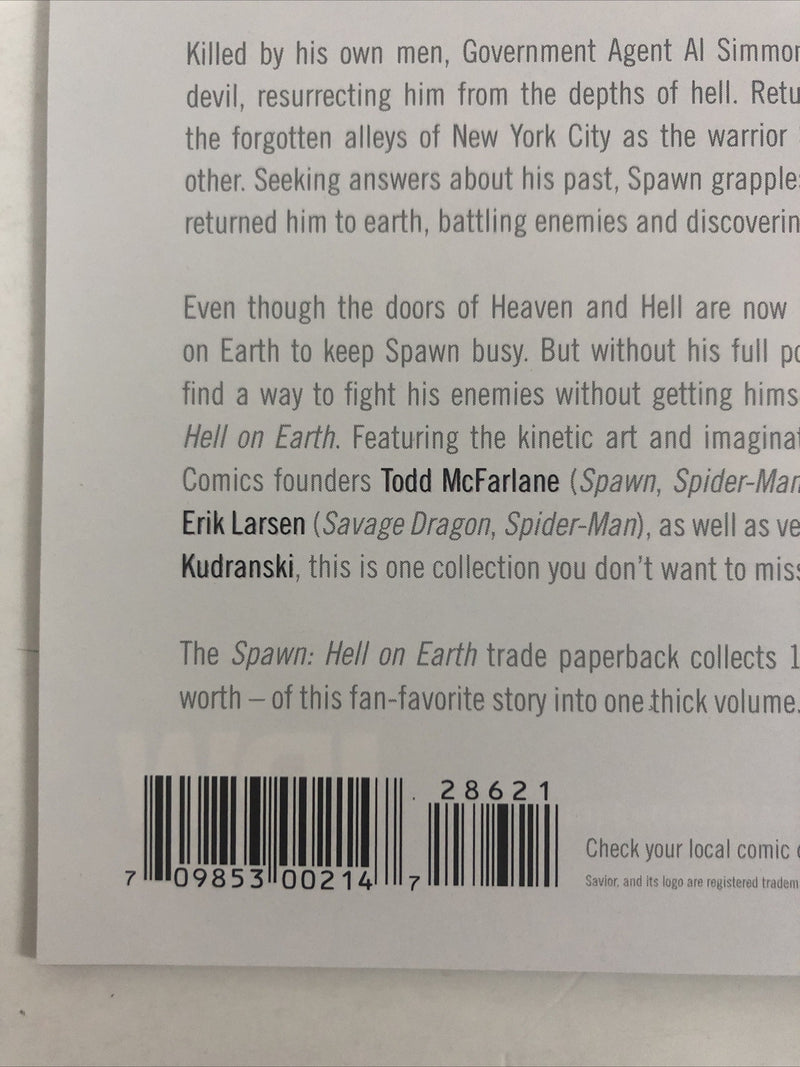 Killed by his own men, Government Agent Al Simmon
devil, resurrecting him from the depths of hell. Retu
the forgotten alleys of New York City as the warrior
other. Seeking answers about his past, Spawn grapple
returned him to earth, battling enemies and discoverin
Even though the doors of Heaven and Hell are now
on Earth to keep Spawn busy. But without his full po
find a way to fight his enemies without getting hims
Hell on Earth. Featuring the kinetic art and imaginat
Comics founders Todd McFarlane (Spawn, Spider-Man
Erik Larsen (Savage Dragon, Spider-Man), as well as ve
Kudranski, this is one collection you don't want to miss
The Spawn: Hell on Earth trade paperback collects 1
worth – of this fan-favorite story into one thick volume.
28621
7 09853 00214 7
Check your local comic
Savior, and its logo are registered tradem